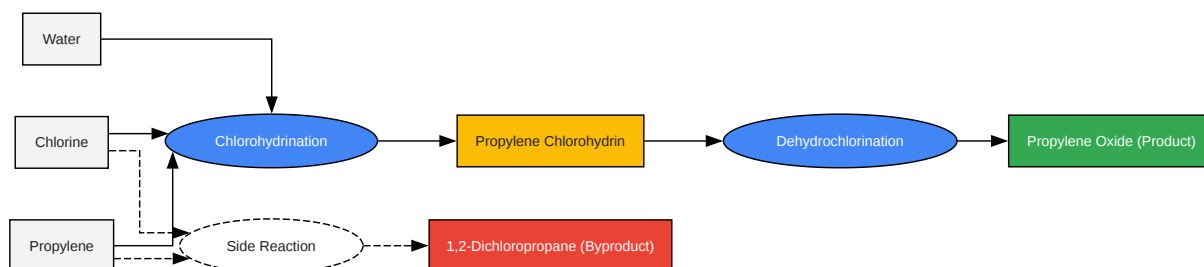 Water
Chlorine
Chlorohydrination
Propylene Chlorohydrin
Dehydrochlorination
Propylene Oxide (Product)
Propylene
Side Reaction
1,2-Dichloropropane (Byproduct)